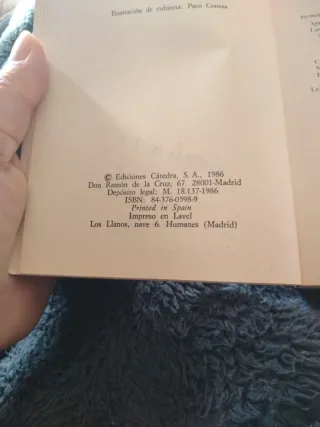 Ilustración de cubierta: Paco Conesa
© Ediciones Cátedra, S. A., 1986
Don Ramón de la Cruz, 67. 28001-Madrid
Depósito legal: M. 18.137-1986
ISBN: 84-376-0598-9
Printed in Spain
Impreso en Lavel
Los Llanos, nave 6. Humanes (Madrid)